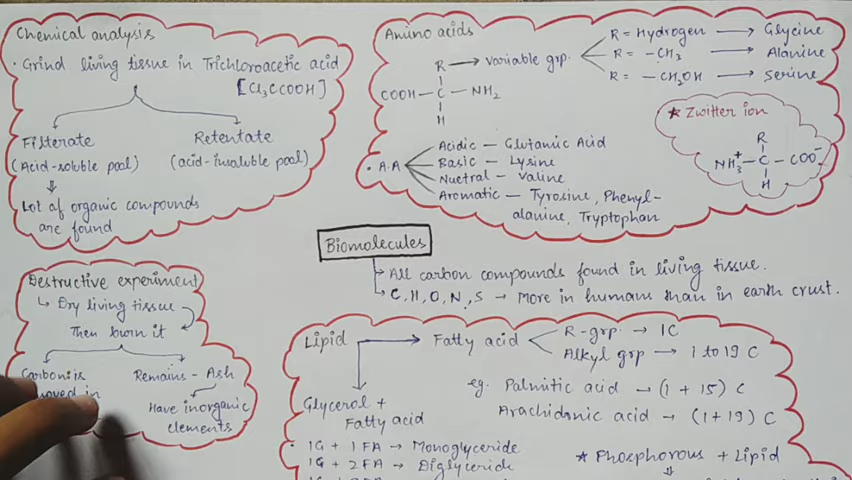 Chemical analysis
• Grind living tissue in Trichloroacetic acid
[Cl3CCOOH]
Filterate
(Acid-soluble pool)
Lot of organic compounds
are found
Retentate
(acid-insoluble pool)
Amino acids
R → Variable grp.
COOH — C — NH2
H
R = Hydrogen → Glycine
R = -CH3 → Alanine
R = -CH2OH → Serine
• A.A
Acidic — Glutamic Acid
Basic — Lysine
Nuetral — Valine
Aromatic — Tyrosine, Phenyl-
alanine, Tryptophan
★ Zwitter ion
R
NH3+ — C — COO-
H
Biomolecules
→ All carbon compounds found in living tissue.
→ C, H, O, N, S → More in humans than in earth crust.
Destructive experiment
↳ Dry living tissue
Then burn it
Carbon is
in
Remains - Ash
Have inorganic
elements
Lipid → Fatty acid
R-grp. → 1C
Alkyl grp → 1 to 19 C
eg. Palmitic acid → (1 + 15) C
Arachidonic acid → (1+19) C
Glycerol +
Fatty acid
• 1G + 1FA → Monoglyceride
1G + 2FA → Diglyceride
★ Phosphorous + Lipid